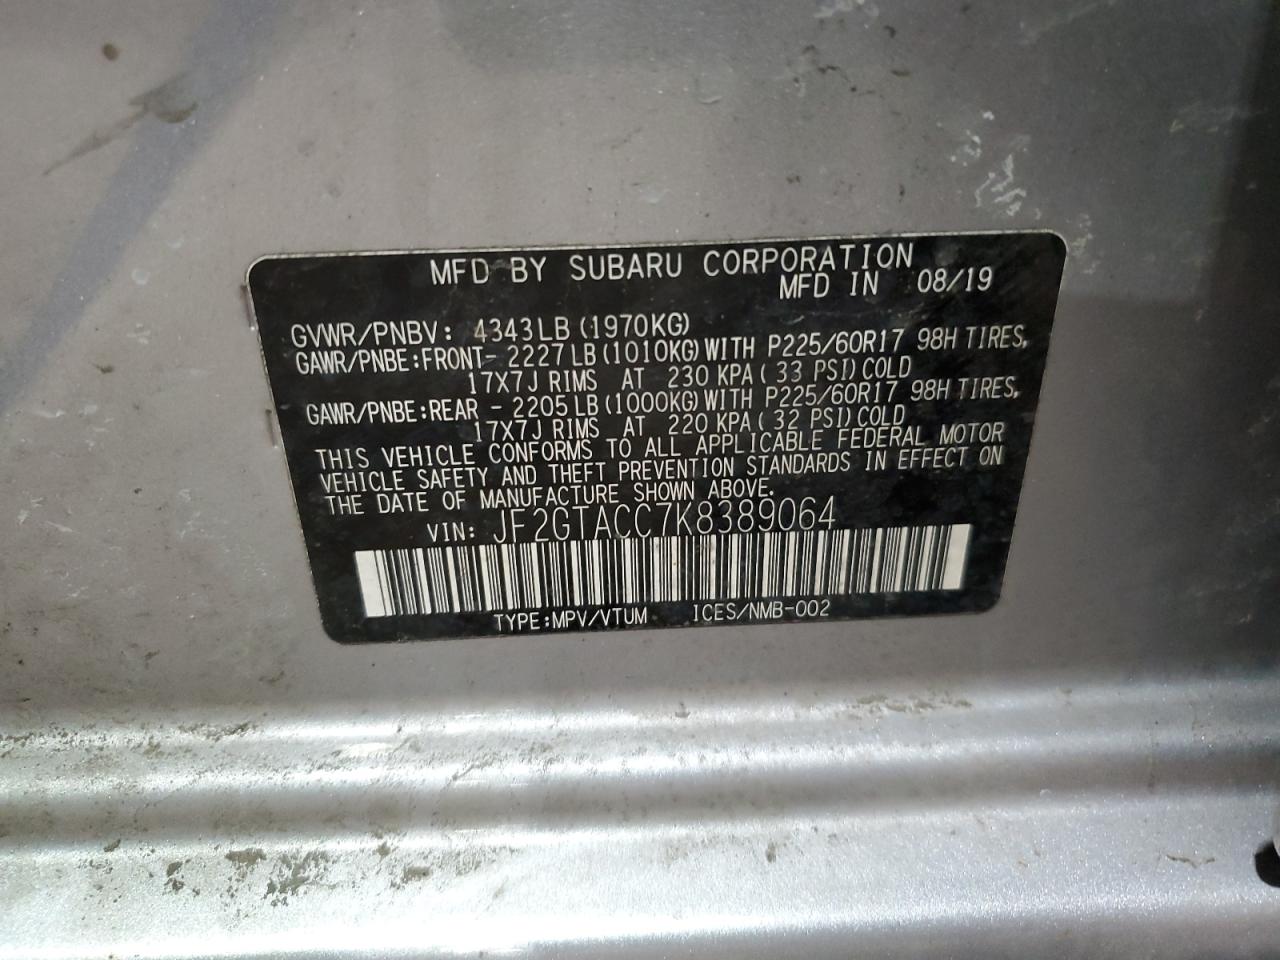 MFD BY SUBARU CORPORATION
MFD IN 08/19
GVWR/PNBV: 4343LB (1970KG)
GAWR/PNBE:FRONT- 2227LB (1010KG) WITH P225/60R17 98H TIRES,
17X7J RIMS AT 230 KPA ( 33 PSI) COLD
GAWR/PNBE:REAR - 2205LB (1000KG) WITH P225/60R17 98H TIRES,
17X7J RIMS AT 220 KPA ( 32 PSI) COLD
THIS VEHICLE CONFORMS TO ALL APPLICABLE FEDERAL MOTOR
VEHICLE SAFETY AND THEFT PREVENTION STANDARDS IN EFFECT ON
THE DATE OF MANUFACTURE SHOWN ABOVE.
VIN: JF2GTACC7K8389064
TYPE:MPV/VTUM ICES/NMB-002